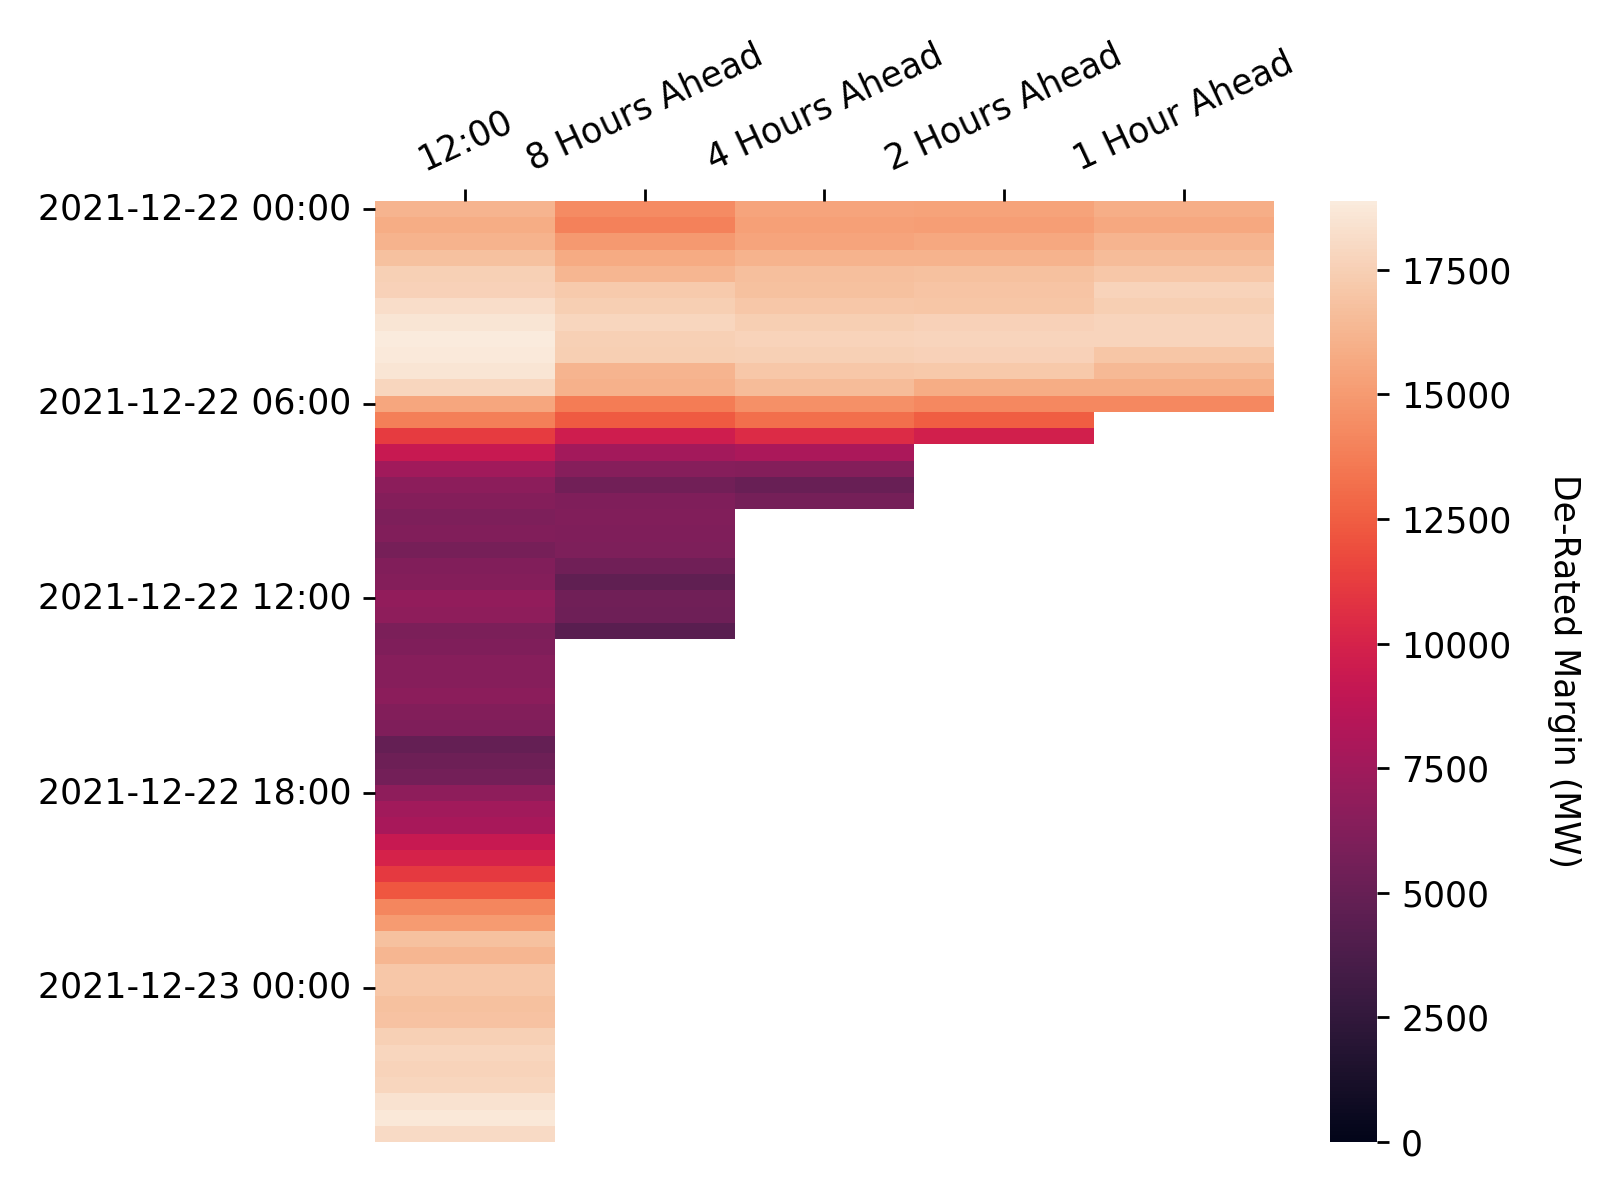 12:00
8 Hours Ahead
4 Hours Ahead
2 Hours Ahead
1 Hour Ahead
2021-12-22 00:00
2021-12-22 06:00
2021-12-22 12:00
2021-12-22 18:00
2021-12-23 00:00
17500
15000
12500
10000
7500
5000
2500
0
De-Rated Margin (MW)